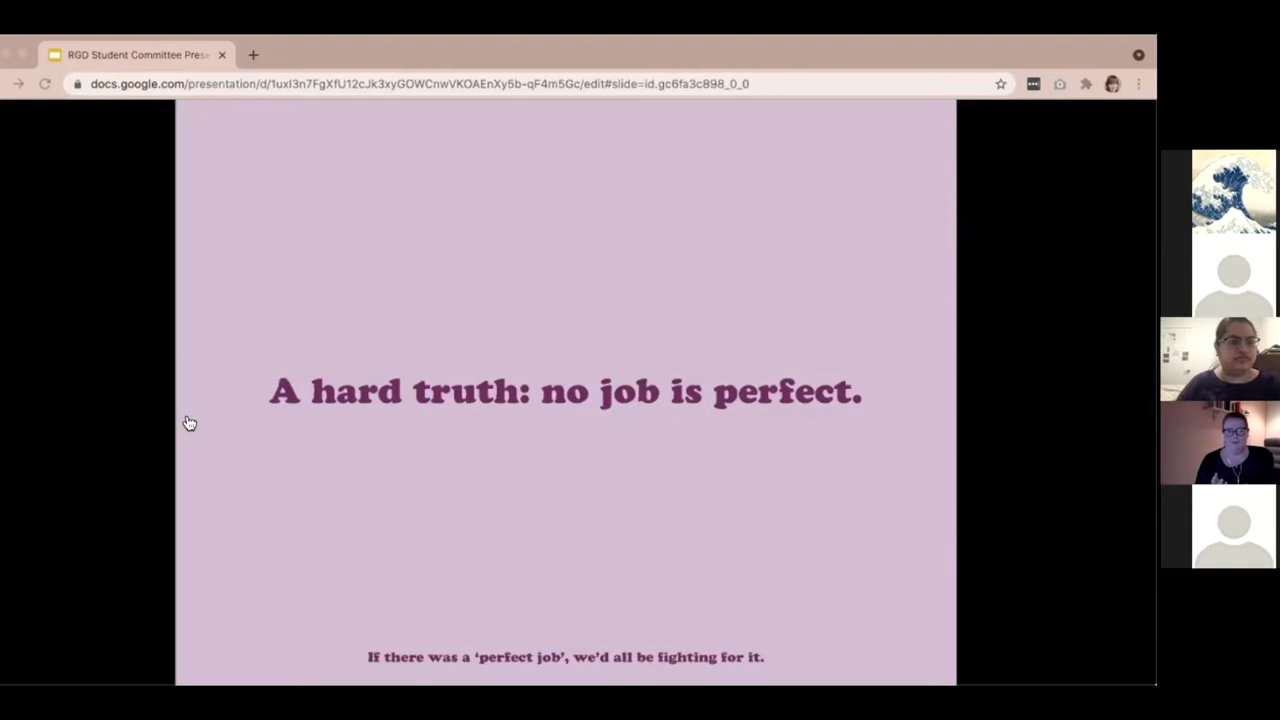 RGD Student Committee Pres
docs.google.com/presentation/d/1uxI3n7FgXfU12cJk3xyGOWCnwVKOAEnXy5b-qF4m5Gc/edit#slide=id.gc6fa3c898_0_0
A hard truth: no job is perfect.
If there was a ‘perfect job’, we’d all be fighting for it.